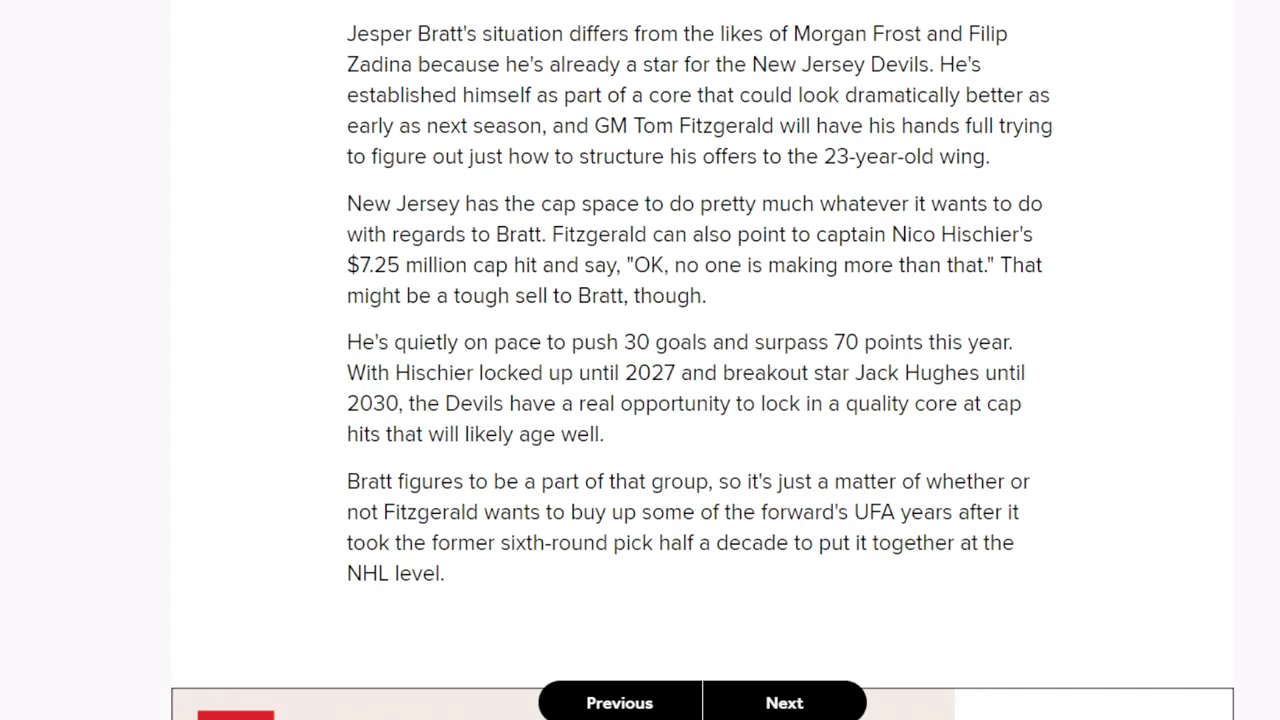 Jesper Bratt's situation differs from the likes of Morgan Frost and Filip
Zadina because he's already a star for the New Jersey Devils. He's
established himself as part of a core that could look dramatically better as
early as next season, and GM Tom Fitzgerald will have his hands full trying
to figure out just how to structure his offers to the 23-year-old wing.
New Jersey has the cap space to do pretty much whatever it wants to do
with regards to Bratt. Fitzgerald can also point to captain Nico Hischier's
$7.25 million cap hit and say, "OK, no one is making more than that." That
might be a tough sell to Bratt, though.
He's quietly on pace to push 30 goals and surpass 70 points this year.
With Hischier locked up until 2027 and breakout star Jack Hughes until
2030, the Devils have a real opportunity to lock in a quality core at cap
hits that will likely age well.
Bratt figures to be a part of that group, so it's just a matter of whether or
not Fitzgerald wants to buy up some of the forward's UFA years after it
took the former sixth-round pick half a decade to put it together at the
NHL level.
Previous Next